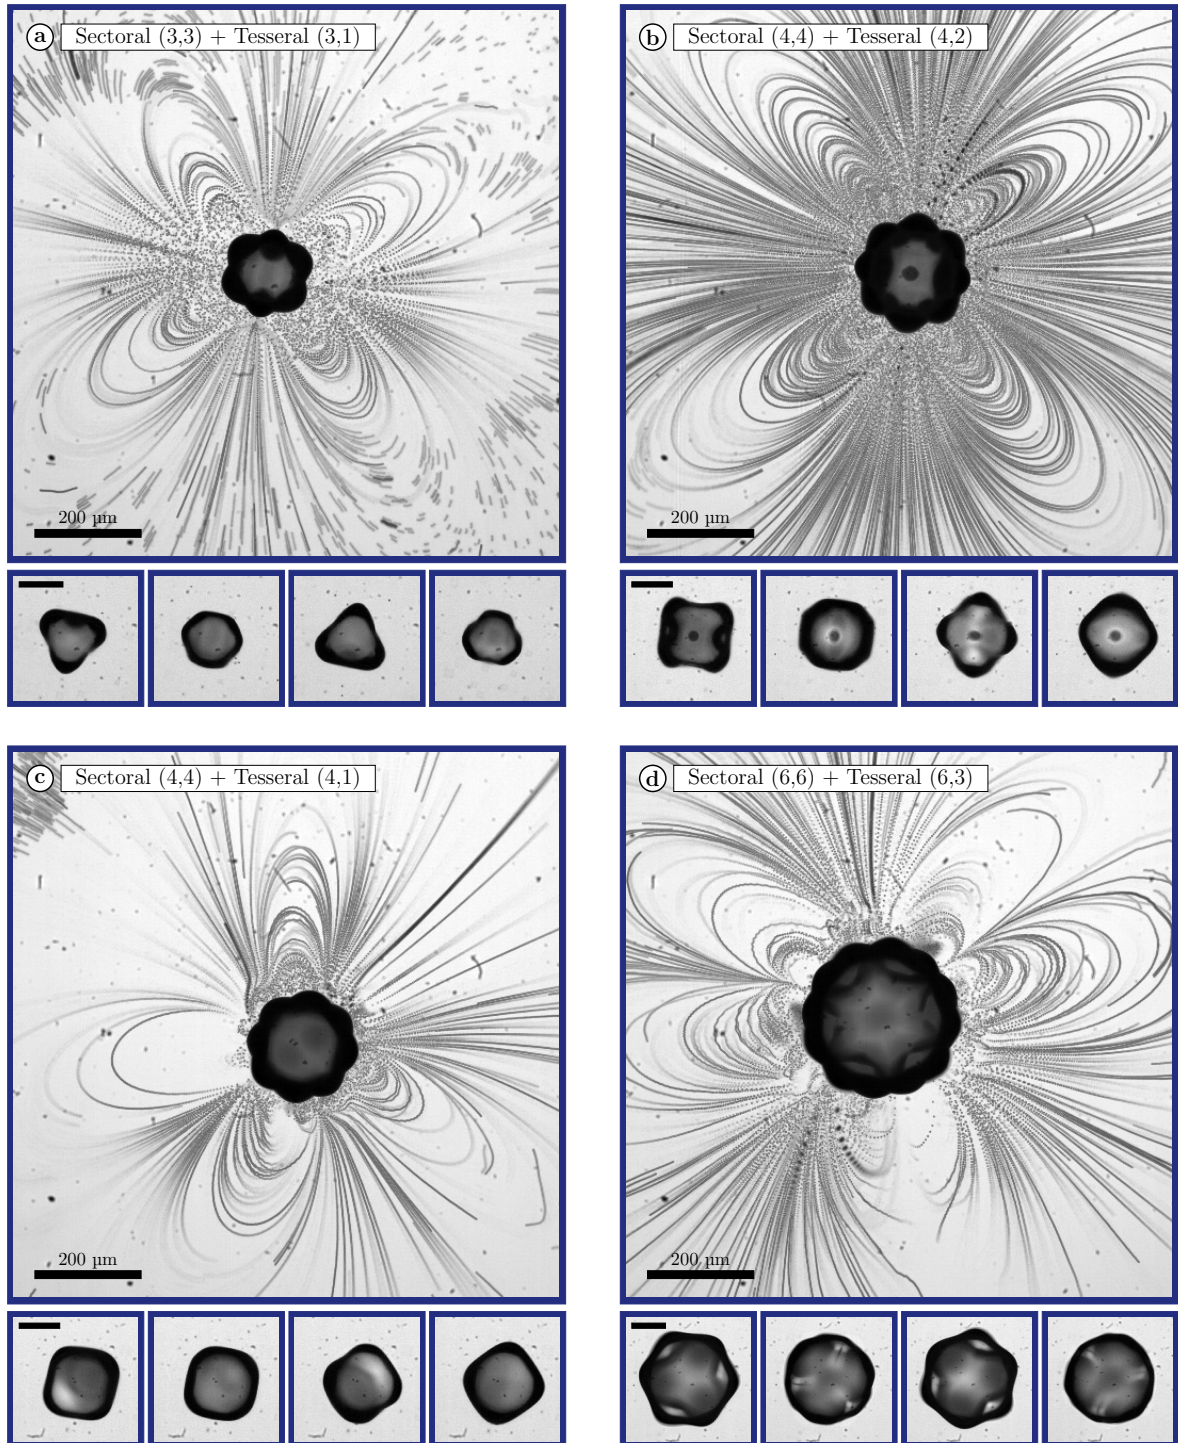 a Sectoral (3,3) + Tesseral (3,1)
200 µm
b Sectoral (4,4) + Tesseral (4,2)
200 µm
c Sectoral (4,4) + Tesseral (4,1)
200 µm
d Sectoral (6,6) + Tesseral (6,3)
200 µm